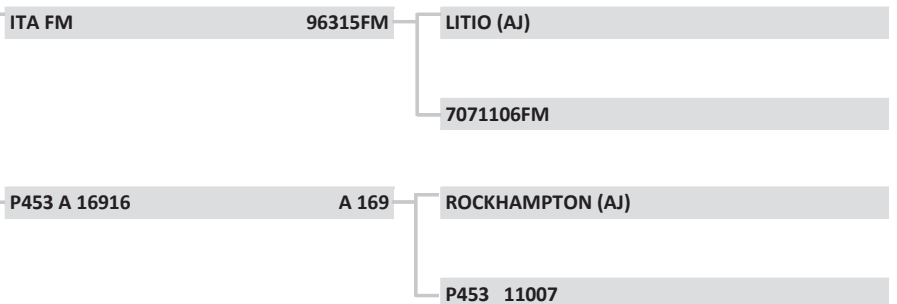 ITA FM 96315FM LITIO (AJ)
7071106FM
P453 A 16916 A 169 ROCKHAMPTON (AJ)
P453 11007